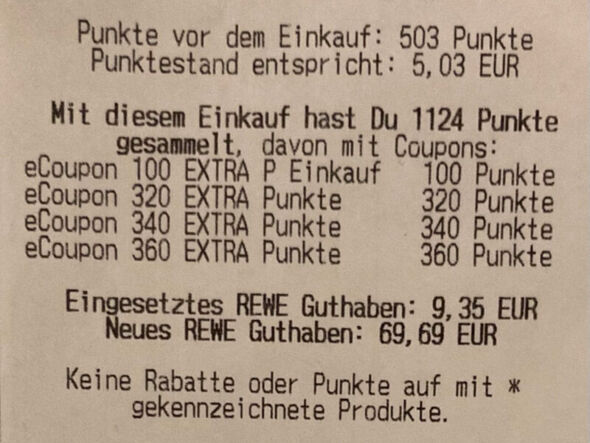 Punkte vor dem Einkauf: 503 Punkte
Punktestand entspricht: 5,03 EUR
Mit diesem Einkauf hast Du 1124 Punkte
gesammelt, davon mit Coupons:
eCoupon 100 EXTRA P Einkauf 100 Punkte
eCoupon 320 EXTRA Punkte 320 Punkte
eCoupon 340 EXTRA Punkte 340 Punkte
eCoupon 360 EXTRA Punkte 360 Punkte
Eingesetztes REWE Guthaben: 9,35 EUR
Neues REWE Guthaben: 69,69 EUR
Keine Rabatte oder Punkte auf mit *
gekennzeichnete Produkte.